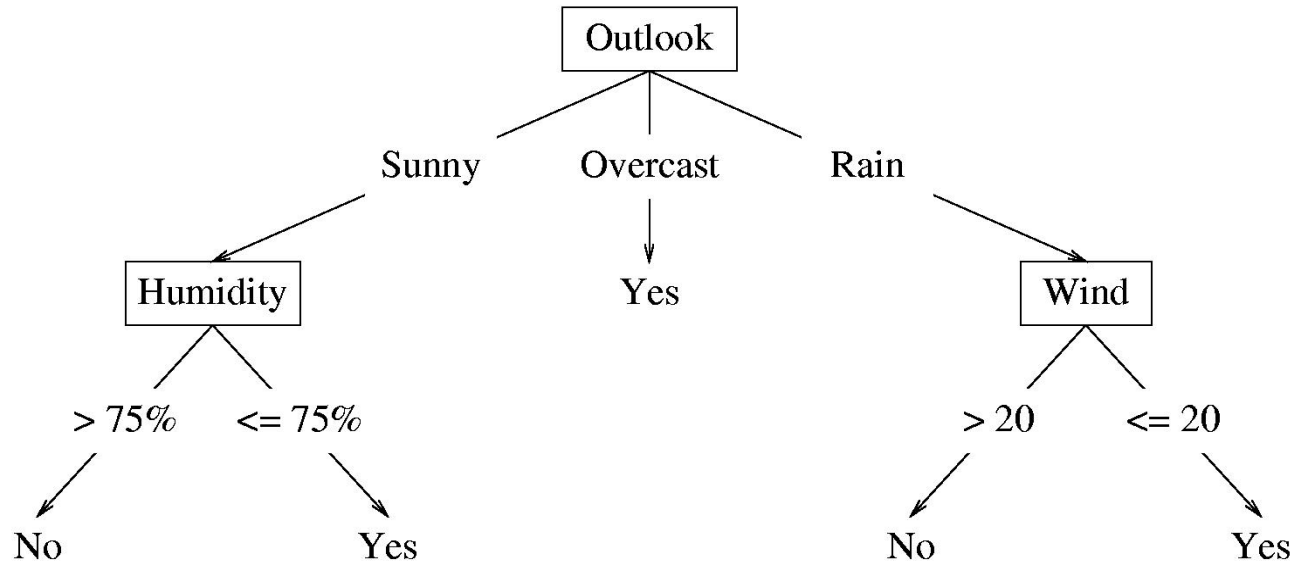 Outlook
Sunny Overcast Rain
Humidity Yes Wind
> 75% <= 75% > 20 <= 20
No Yes No Yes